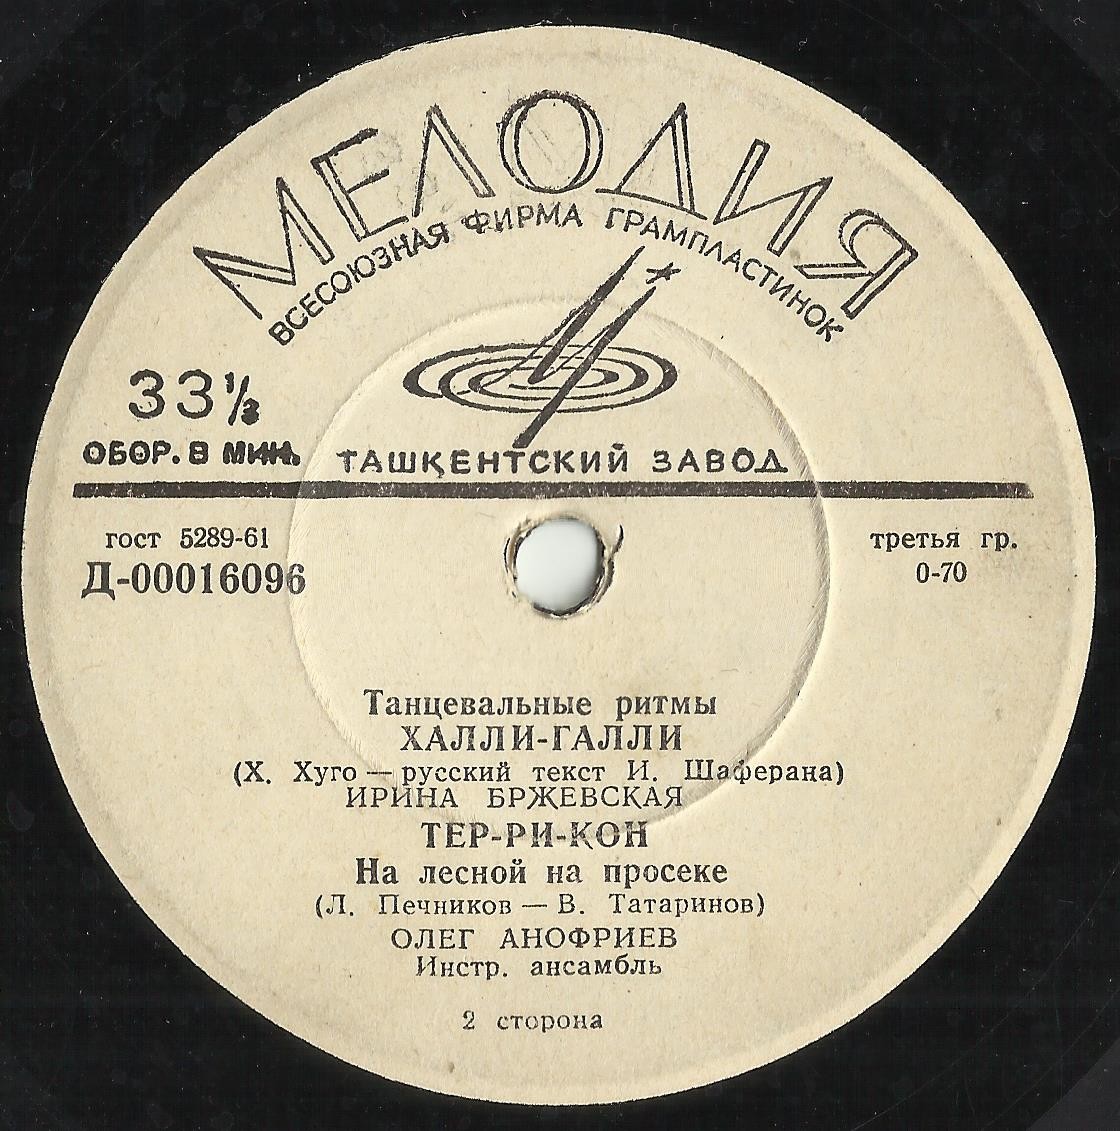 МЕЛОДИЯ
ВСЕСОЮЗНАЯ ФИРМА ГРАМПЛАСТИНОК
33⅓
ОБОР. В МИН.
ТАШКЕНТСКИЙ ЗАВОД
гост 5289-61
Д-00016096
третья гр.
0-70
Танцевальные ритмы
ХАЛЛИ-ГАЛЛИ
(Х. Хуго — русский текст И. Шаферана)
ИРИНА БРЖЕВСКАЯ
ТЕР-РИ-КОН
На лесной на просеке
(Л. Печников — В. Татаринов)
ОЛЕГ АНОФРИЕВ
Инстр. ансамбль
2 сторона